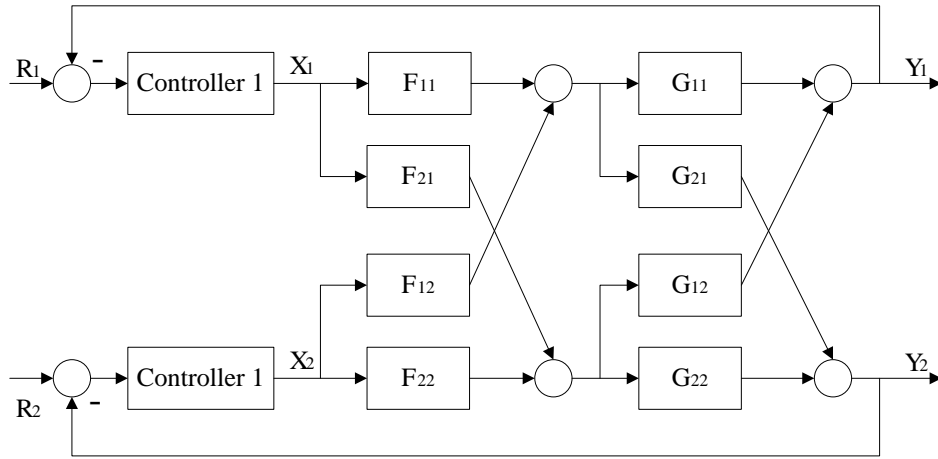 R1
-
Controller 1
X1
F11
G11
Y1
F21
G21
F12
G12
R2
-
Controller 1
X2
F22
G22
Y2